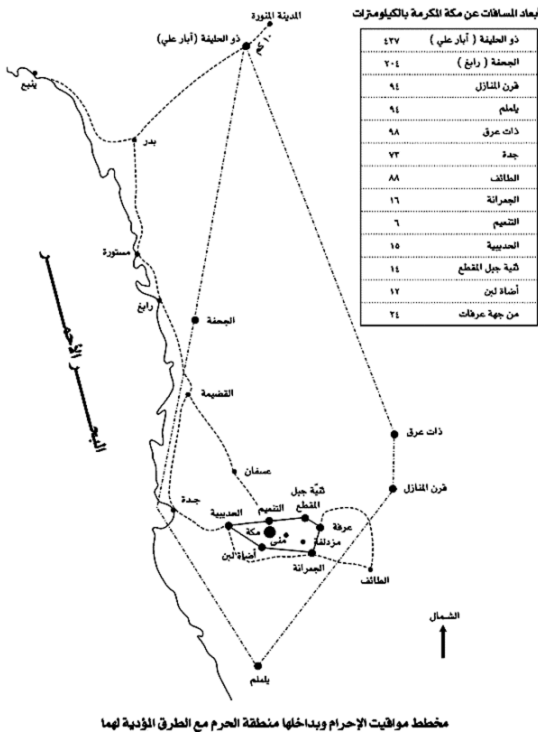 أبعاد المسافات عن مكة المكرمة بالكيلومترات
ذو الحليفة ( آبار علي ) ٤٣٧
الجحفة ( رابغ ) ٢٠٤
قرن المنازل ٩٤
يلملم ٩٤
ذات عرق ٩٨
جدة ٧٣
الطائف ٨٨
الجعرانة ١٦
التنعيم ٦
الحديبية ١٥
ثنية جبل المقطع ١٤
أضاة لبن ١٢
من جهة عرفات ٢٤
المدينة المنورة
١٠ كم
ذو الحليفة (آبار علي)
ينبع
بدر
مستورة
رابغ
الجحفة
البحر الأحمر
القضيمة
ذات عرق
عسفان
قرن المنازل
جدة
الحديبية
التنعيم
ثنية جبل
المقطع
عرفة
مكة
منى
مزدلفة
أضاة لبن
الجعرانة
الطائف
الشمال
يلملم
مخطط مواقيت الإحرام وبداخلها منطقة الحرم مع الطرق المؤدية لهما